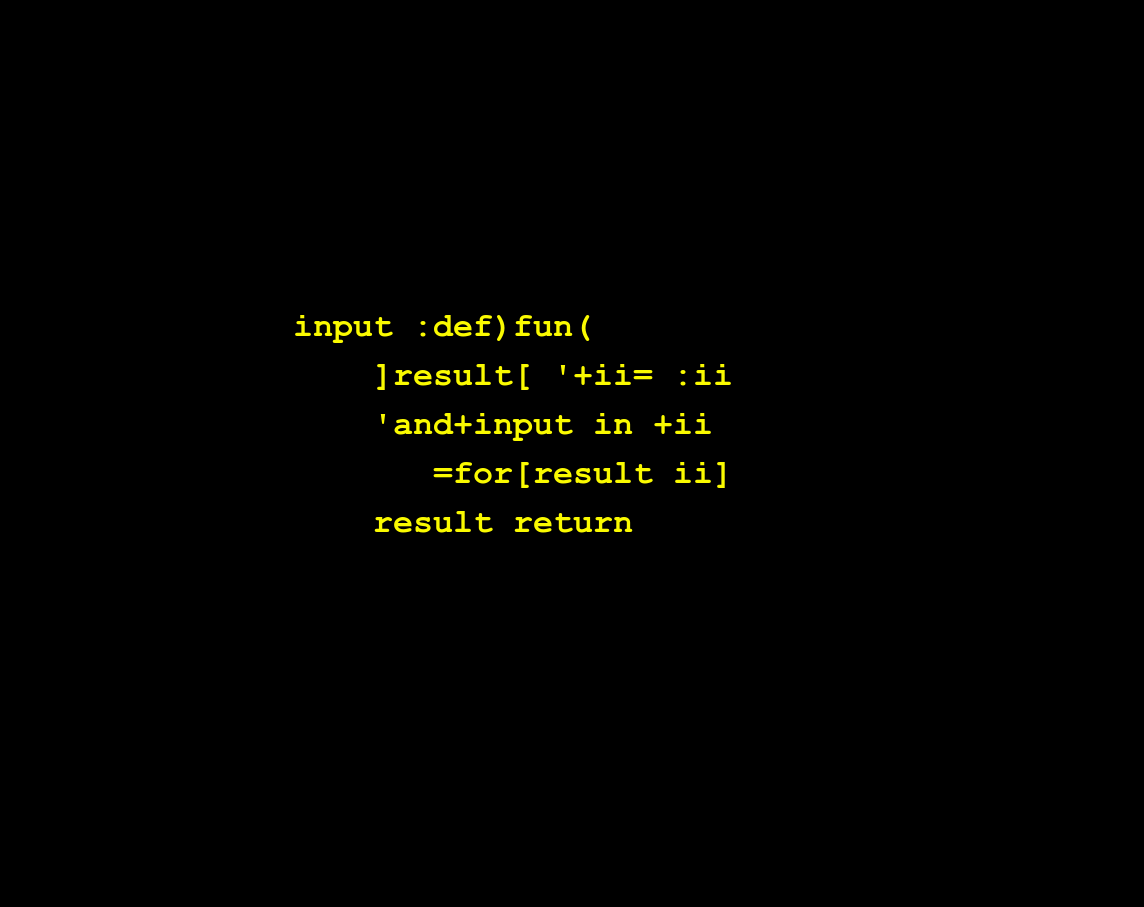 input :def)fun(
    ]result[ '+ii= :ii
    'and+input in +ii
       =for[result ii]
    result return